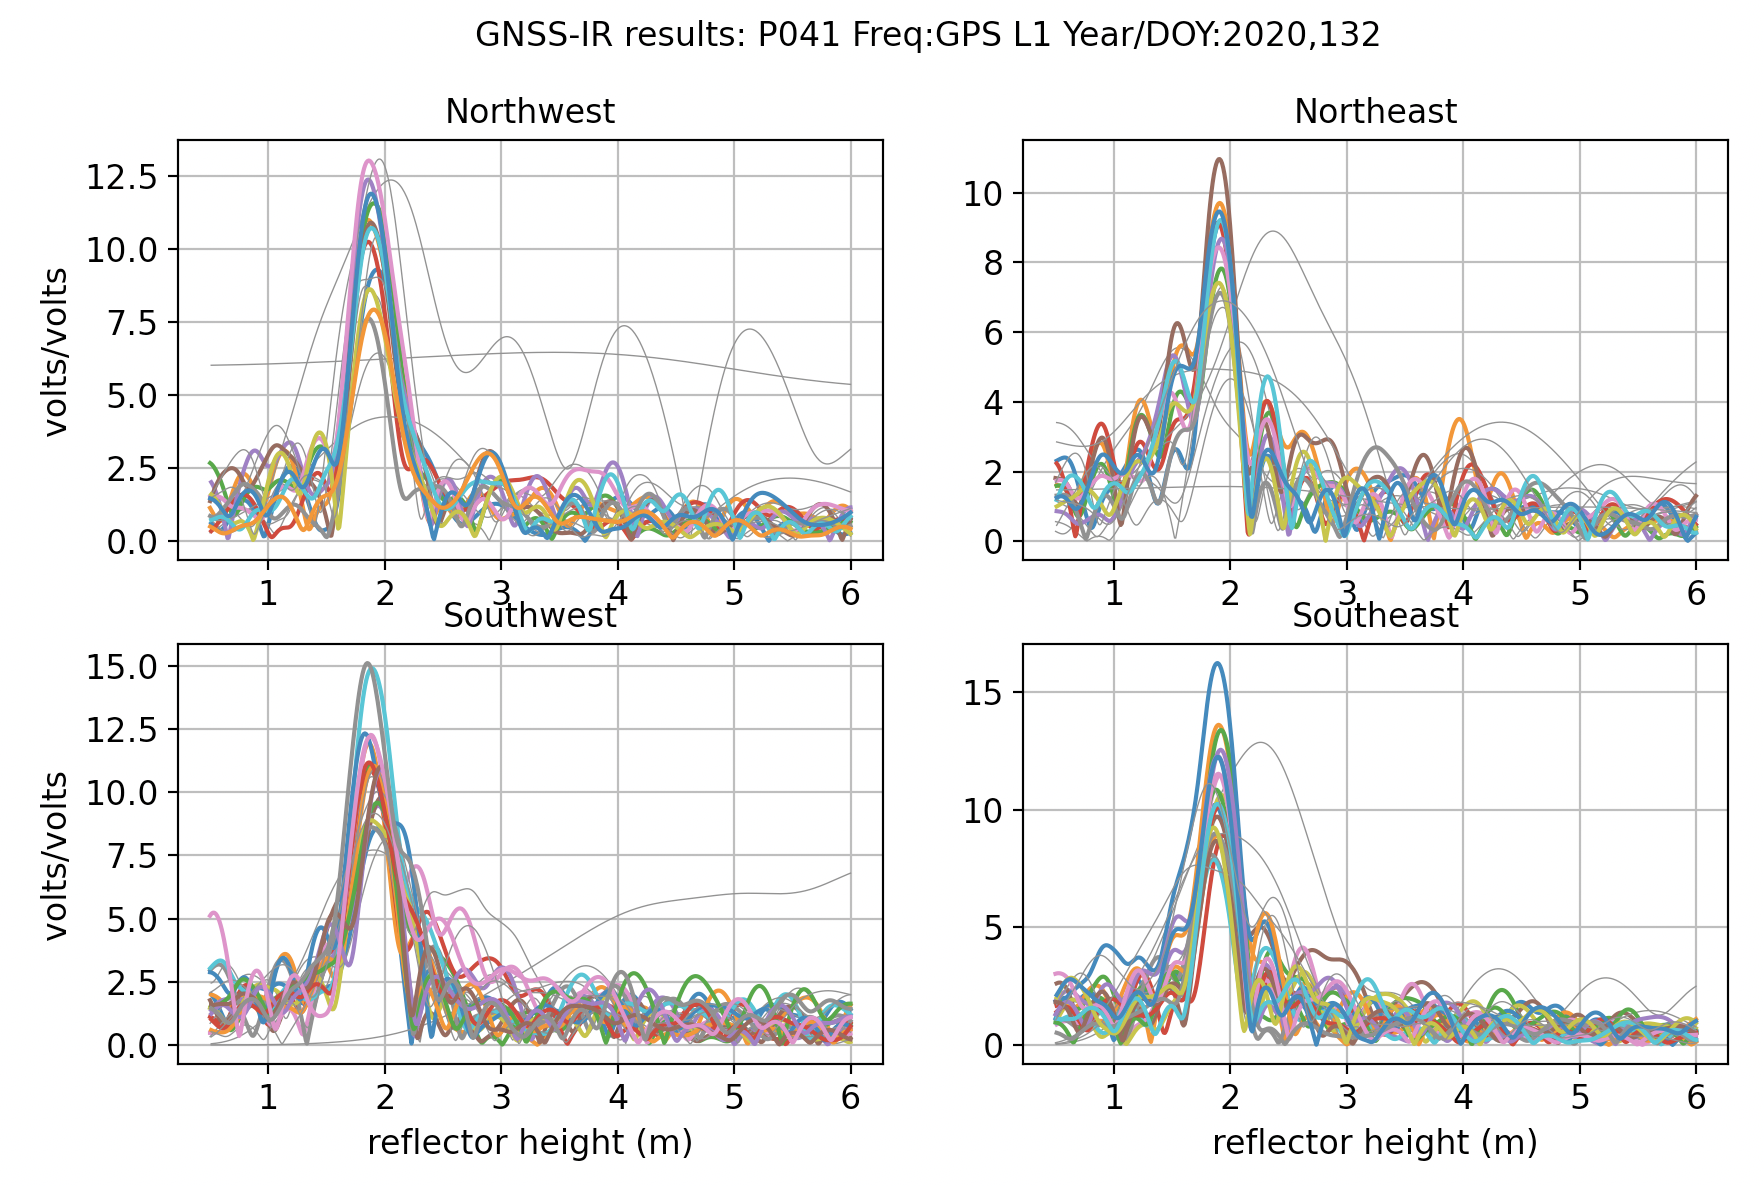 GNSS-IR results: P041 Freq:GPS L1 Year/DOY:2020,132
Northwest
Northeast
volts/volts
12.5
10.0
7.5
5.0
2.5
0.0
1 2 3 4 5 6
10
8
6
4
2
0
1 2 3 4 5 6
Southwest
Southeast
volts/volts
15.0
12.5
10.0
7.5
5.0
2.5
0.0
1 2 3 4 5 6
reflector height (m)
15
10
5
0
1 2 3 4 5 6
reflector height (m)